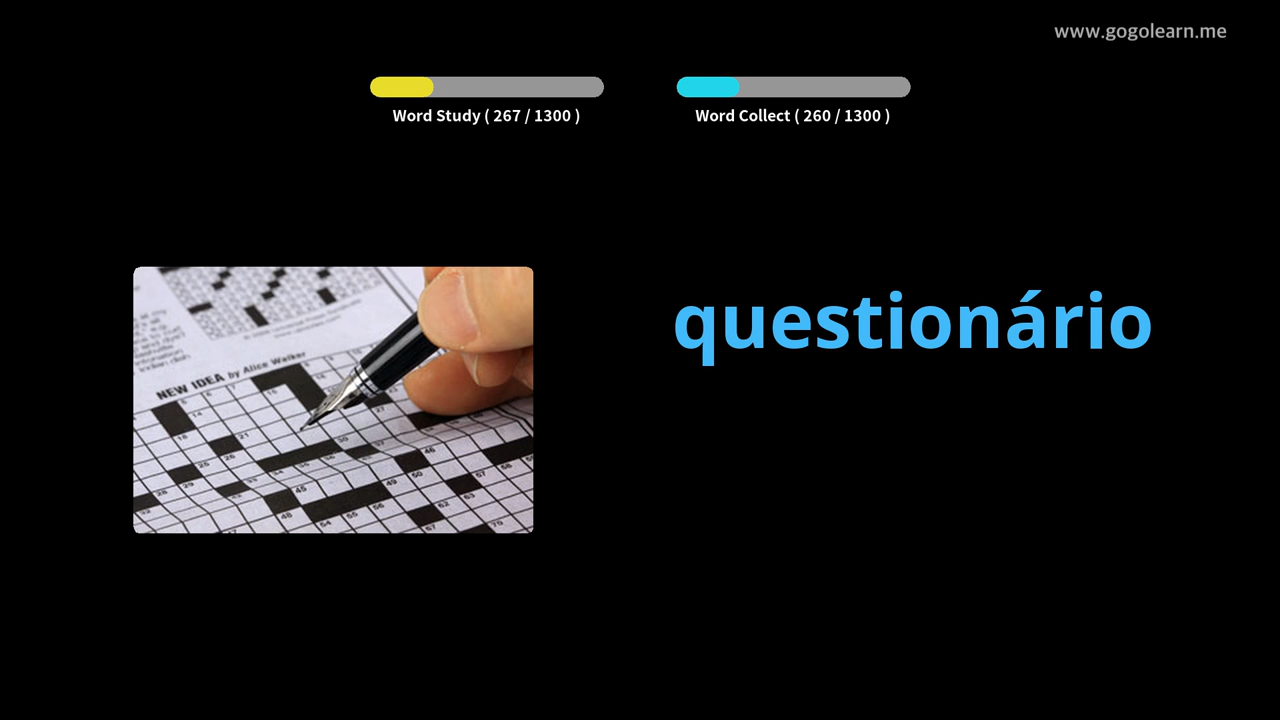 www.gogolearn.me
Word Study ( 267 / 1300 )
Word Collect ( 260 / 1300 )
questionário
NEW IDEA by Alice Walker